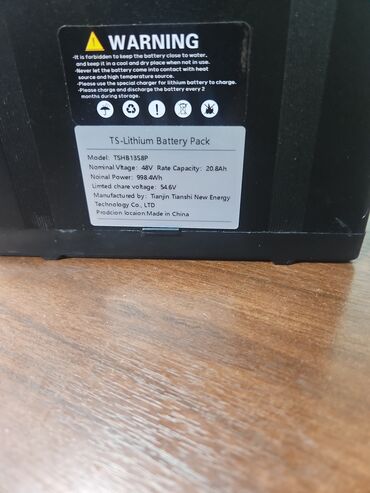 WARNING
-It is forbidden to keep the battery close to water,
and keep it in a cool and dry place when not in use.
-Never let the battery come into contact with heat
source and high temperature source.
-Please use the special charger for lithium battery to charge.
-Please charge and discharge the battery every 2
months during storage.
TS-Lithium Battery Pack
Model: TSHB13S8P
Nominal Vltage: 48V Rate Capacity: 20.8Ah
Noinal Power: 998.4Wh
Limted chare voltage: 54.6V
Manufactured by: Tianjin Tianshi New Energy
Technology Co., LTD
Prodcion locaion:Made in China